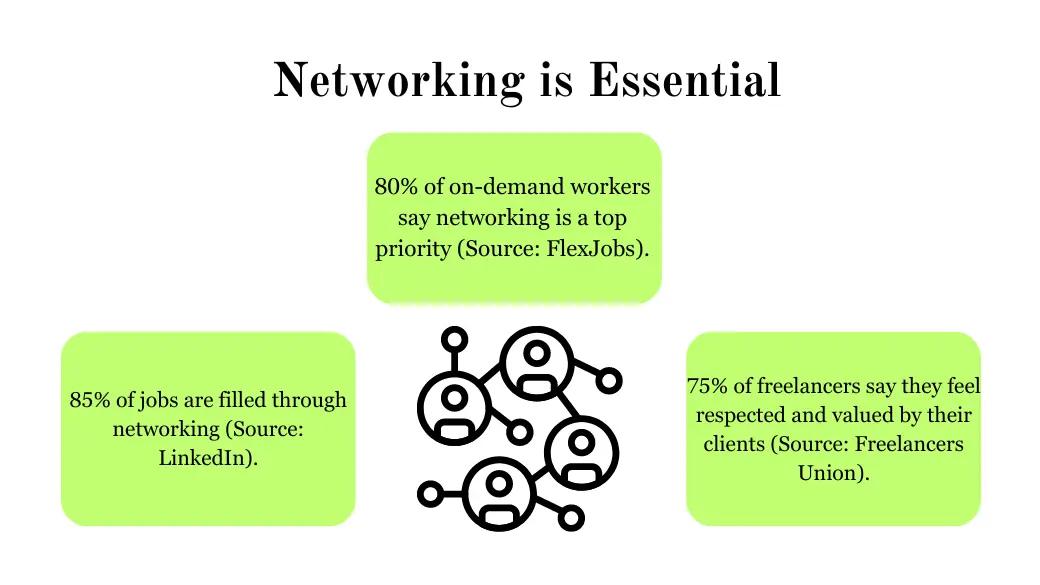 Networking is Essential
80% of on-demand workers
say networking is a top
priority (Source: FlexJobs).
85% of jobs are filled through
networking (Source:
LinkedIn).
75% of freelancers say they feel
respected and valued by their
clients (Source: Freelancers
Union).